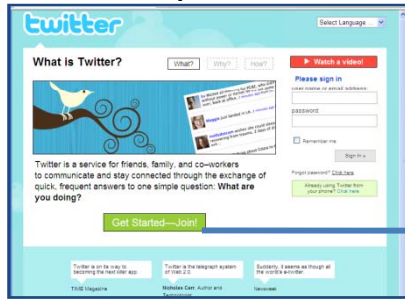 twitter
Select Language ...
What is Twitter?
What? Why? How?
Watch a video!
Please sign in
user name or email address:
password:
Remember me
Sign In »
Forgot password? Click here.
Already using Twitter from
your phone? Click here.
Twitter is a service for friends, family, and co–workers
to communicate and stay connected through the exchange of
quick, frequent answers to one simple question: What are
you doing?
Get Started—Join!
Twitter is on its way to
becoming the next killer app.
TIME Magazine
Twitter is the telegraph system
of Web 2.0.
Nicholas Carr, Author and
Suddenly, it seems as though all
the world's a-twitter.
Newsweek